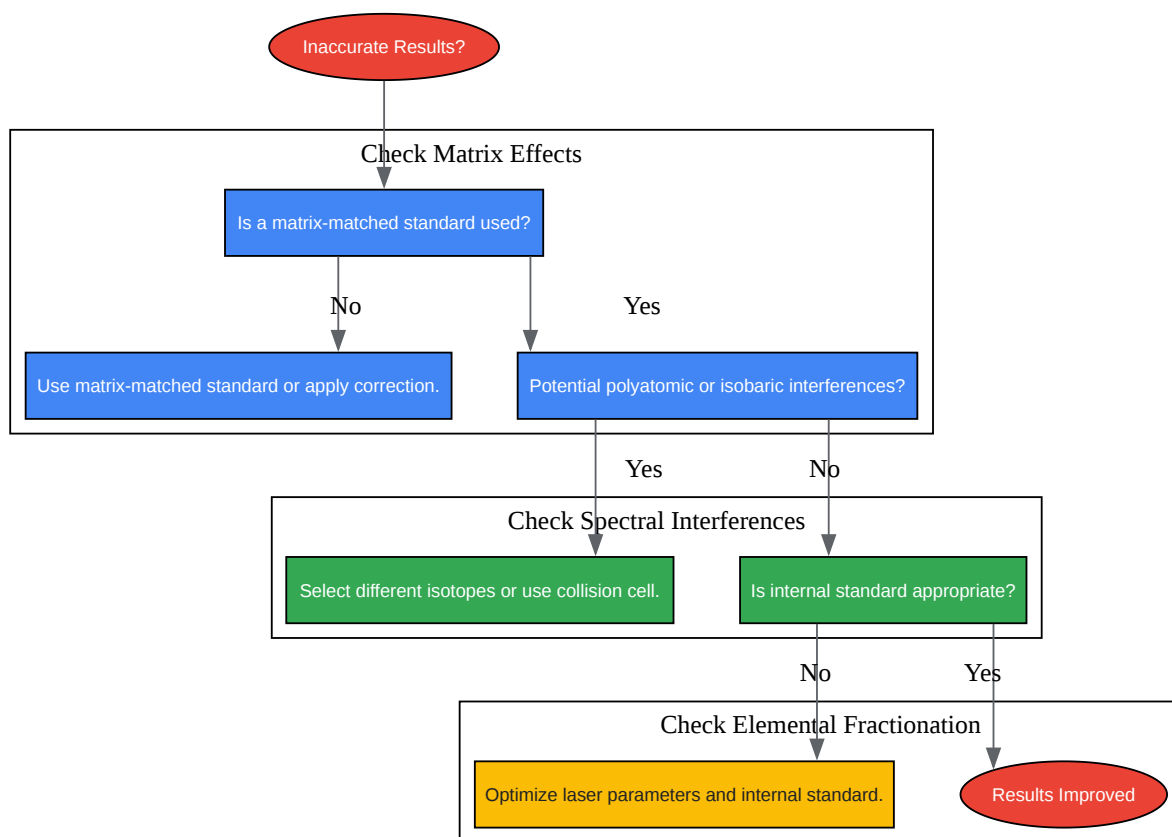 Inaccurate Results?
Check Matrix Effects
Is a matrix-matched standard used?
No
Yes
Use matrix-matched standard or apply correction.
Potential polyatomic or isobaric interferences?
Yes
No
Check Spectral Interferences
Select different isotopes or use collision cell.
Is internal standard appropriate?
No
Yes
Check Elemental Fractionation
Optimize laser parameters and internal standard.
Results Improved